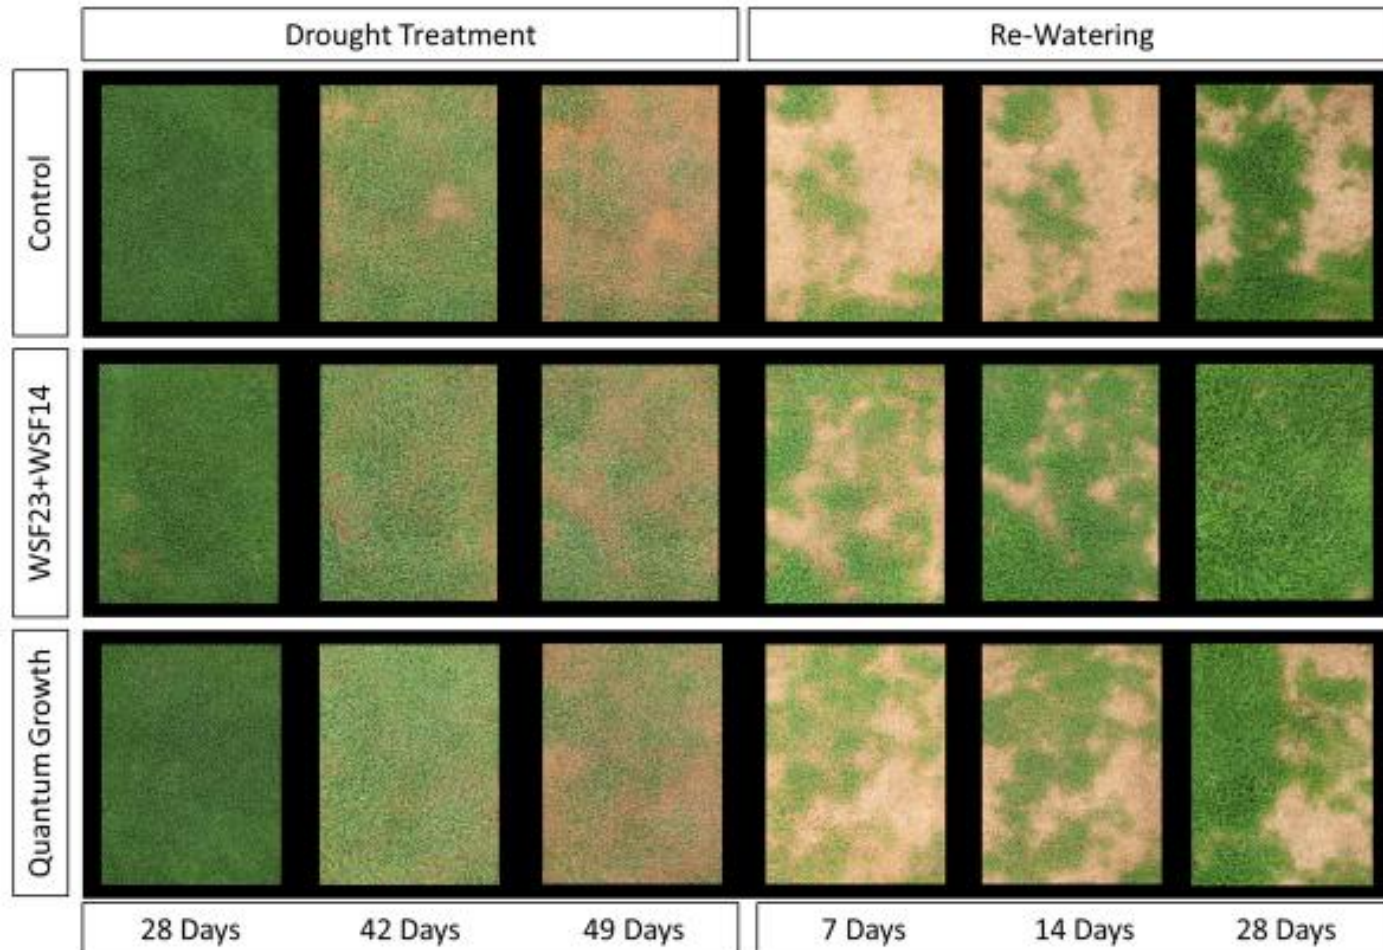 Drought Treatment
Re-Watering
Control
WSF23+WSF14
Quantum Growth
28 Days
42 Days
49 Days
7 Days
14 Days
28 Days